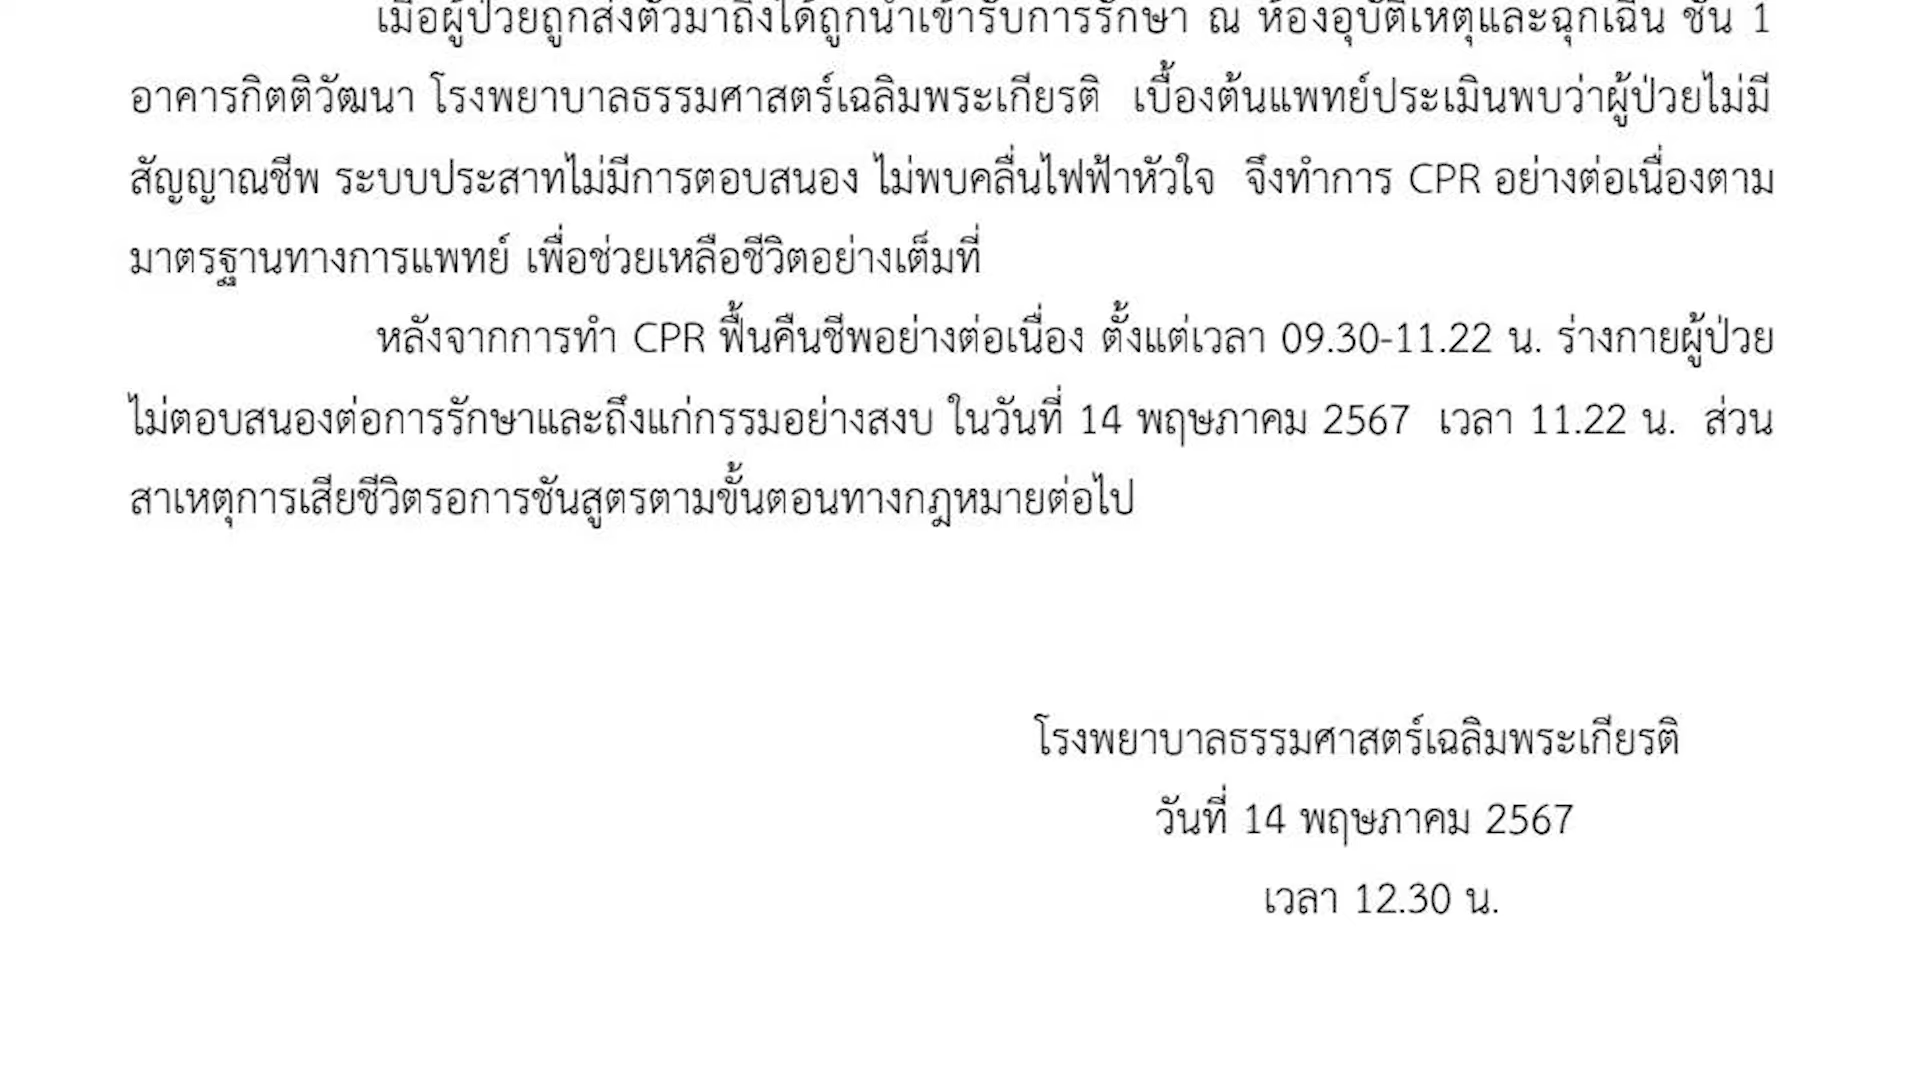 เมื่อผู้ป่วยถูกส่งตัวมาถึงได้ถูกนำเข้ารับการรักษา ณ ห้องอุบัติเหตุและฉุกเฉิน ชั้น 1
อาคารกิตติวัฒนา โรงพยาบาลธรรมศาสตร์เฉลิมพระเกียรติ เบื้องต้นแพทย์ประเมินพบว่าผู้ป่วยไม่มี
สัญญาณชีพ ระบบประสาทไม่มีการตอบสนอง ไม่พบคลื่นไฟฟ้าหัวใจ จึงทำการ CPR อย่างต่อเนื่องตาม
มาตรฐานทางการแพทย์ เพื่อช่วยเหลือชีวิตอย่างเต็มที่
หลังจากการทำ CPR ฟื้นคืนชีพอย่างต่อเนื่อง ตั้งแต่เวลา 09.30-11.22 น. ร่างกายผู้ป่วย
ไม่ตอบสนองต่อการรักษาและถึงแก่กรรมอย่างสงบ ในวันที่ 14 พฤษภาคม 2567 เวลา 11.22 น. ส่วน
สาเหตุการเสียชีวิตรอการชันสูตรตามขั้นตอนทางกฎหมายต่อไป
โรงพยาบาลธรรมศาสตร์เฉลิมพระเกียรติ
วันที่ 14 พฤษภาคม 2567
เวลา 12.30 น.